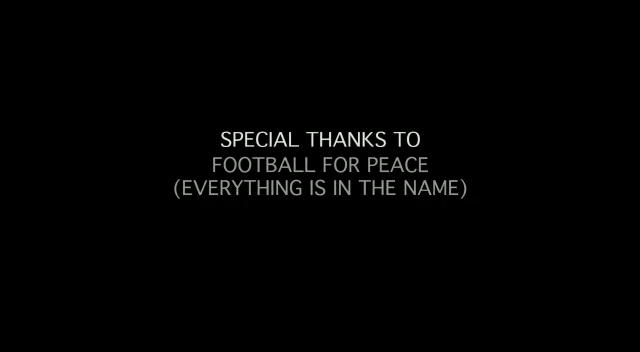 SPECIAL THANKS TO
FOOTBALL FOR PEACE
(EVERYTHING IS IN THE NAME)